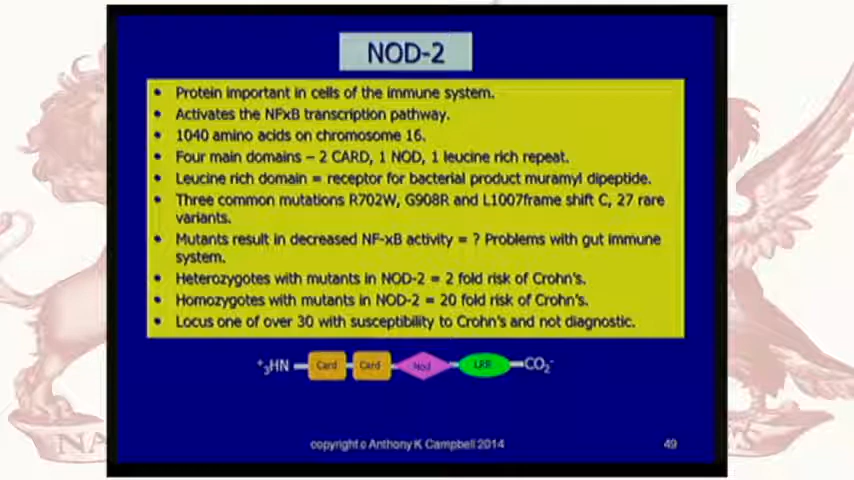 NOD-2
• Protein important in cells of the immune system.
• Activates the NFxB transcription pathway.
• 1040 amino acids on chromosome 16.
• Four main domains – 2 CARD, 1 NOD, 1 leucine rich repeat.
• Leucine rich domain = receptor for bacterial product muramyl dipeptide.
• Three common mutations R702W, G908R and L1007frame shift C, 27 rare
variants.
• Mutants result in decreased NF-xB activity = ? Problems with gut immune
system.
• Heterozygotes with mutants in NOD-2 = 2 fold risk of Crohn's.
• Homozygotes with mutants in NOD-2 = 20 fold risk of Crohn's.
• Locus one of over 30 with susceptibility to Crohn's and not diagnostic.
+3HN Card Card Nod LRR CO2-
copyright © Anthony K Campbell 2014 49
NA